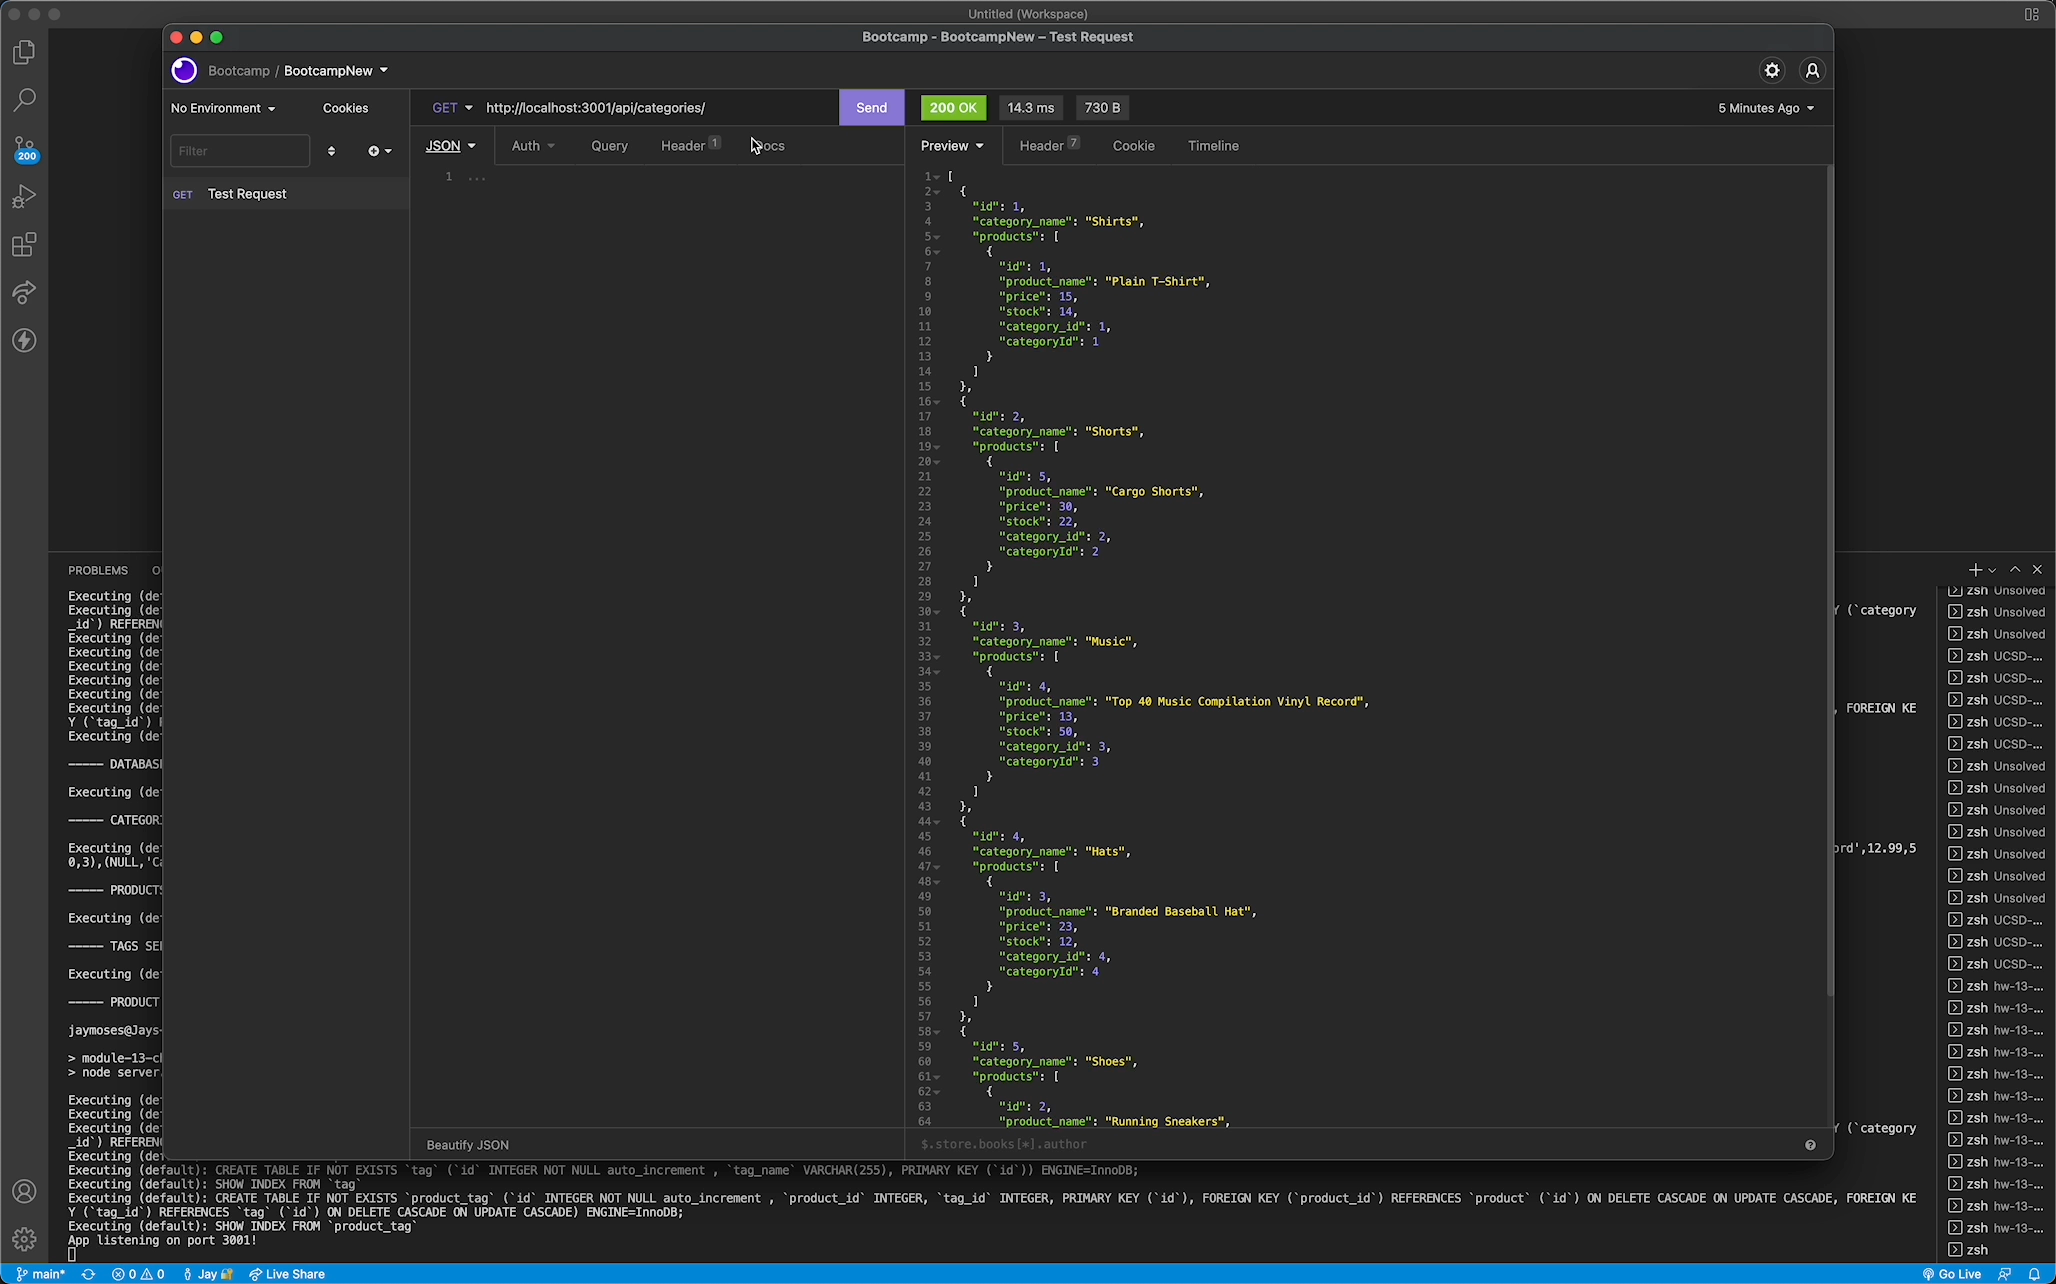 Untitled (Workspace)
Bootcamp - BootcampNew – Test Request
Bootcamp / BootcampNew
No Environment
Cookies
GET http://localhost:3001/api/categories/
Send
200 OK 14.3 ms 730 B
5 Minutes Ago
Filter
JSON Auth Query Header 1
Preview Header 7 Cookie Timeline
200
GET Test Request
1 ...
1 [
2 {
3 "id": 1,
4 "category_name": "Shirts",
5 "products": [
6 {
7 "id": 1,
8 "product_name": "Plain T-Shirt",
9 "price": 15,
10 "stock": 14,
11 "category_id": 1,
12 "categoryId": 1
13 }
14 ]
15 },
16 {
17 "id": 2,
18 "category_name": "Shorts",
19 "products": [
20 {
21 "id": 5,
22 "product_name": "Cargo Shorts",
23 "price": 30,
24 "stock": 22,
25 "category_id": 2,
26 "categoryId": 2
27 }
28 ]
29 },
30 {
31 "id": 3,
32 "category_name": "Music",
33 "products": [
34 {
35 "id": 4,
36 "product_name": "Top 40 Music Compilation Vinyl Record",
37 "price": 13,
38 "stock": 50,
39 "category_id": 3,
40 "categoryId": 3
41 }
42 ]
43 },
44 {
45 "id": 4,
46 "category_name": "Hats",
47 "products": [
48 {
49 "id": 3,
50 "product_name": "Branded Baseball Hat",
51 "price": 23,
52 "stock": 12,
53 "category_id": 4,
54 "categoryId": 4
55 }
56 ]
57 },
58 {
59 "id": 5,
60 "category_name": "Shoes",
61 "products": [
62 {
63 "id": 2,
64 "product_name": "Running Sneakers",
Beautify JSON
$.store.books[*].author
PROBLEMS
Executing (de
Executing (de
_id`) REFEREN
Executing (de
Executing (de
Executing (de
Executing (de
Executing (de
Executing (de
Y (`tag_id`)
Executing (de
----- DATABAS
Executing (de
----- CATEGOR
Executing (de
0,3),(NULL,'Ca
----- PRODUCTS
Executing (de
----- TAGS SE
Executing (de
----- PRODUCT
jaymoses@Jays-
> module-13-c
> node server.
Executing (de
Executing (de
Executing (de
_id`) REFEREN
Executing (de
(`category
, FOREIGN KE
ord',12.99,5
(`category
Executing (default): CREATE TABLE IF NOT EXISTS `tag` (`id` INTEGER NOT NULL auto_increment , `tag_name` VARCHAR(255), PRIMARY KEY (`id`)) ENGINE=InnoDB;
Executing (default): SHOW INDEX FROM `tag`
Executing (default): CREATE TABLE IF NOT EXISTS `product_tag` (`id` INTEGER NOT NULL auto_increment , `product_id` INTEGER, `tag_id` INTEGER, PRIMARY KEY (`id`), FOREIGN KEY (`product_id`) REFERENCES `product` (`id`) ON DELETE CASCADE ON UPDATE CASCADE, FOREIGN KE
Y (`tag_id`) REFERENCES `tag` (`id`) ON DELETE CASCADE ON UPDATE CASCADE) ENGINE=InnoDB;
Executing (default): SHOW INDEX FROM `product_tag`
App listening on port 3001!
zsh Unsolved
zsh Unsolved
zsh Unsolved
zsh UCSD-...
zsh UCSD-...
zsh UCSD-...
zsh UCSD-...
zsh UCSD-...
zsh Unsolved
zsh Unsolved
zsh Unsolved
zsh Unsolved
zsh Unsolved
zsh Unsolved
zsh Unsolved
zsh UCSD-...
zsh UCSD-...
zsh UCSD-...
zsh hw-13-...
zsh hw-13-...
zsh hw-13-...
zsh hw-13-...
zsh hw-13-...
zsh hw-13-...
zsh hw-13-...
zsh hw-13-...
zsh hw-13-...
zsh hw-13-...
zsh hw-13-...
zsh hw-13-...
zsh
main* 0 0 Jay Live Share
Go Live